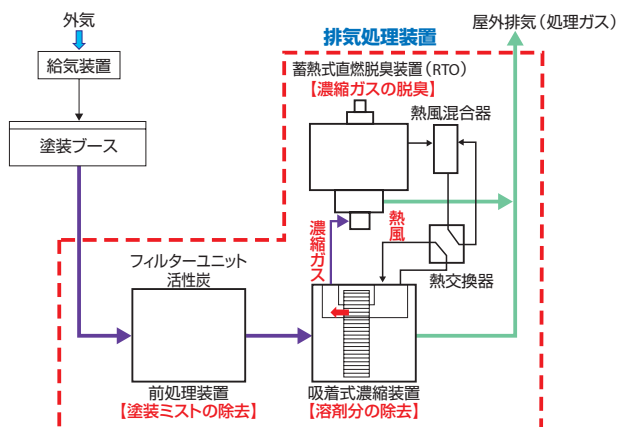 外気
給気装置
塗装ブース
排気処理装置
屋外排気（処理ガス）
蓄熱式直燃脱臭装置（RTO）
【濃縮ガスの脱臭】
熱風混合器
濃縮ガス
熱風
熱交換器
フィルターユニット
活性炭
前処理装置
【塗装ミストの除去】
吸着式濃縮装置
【溶剤分の除去】